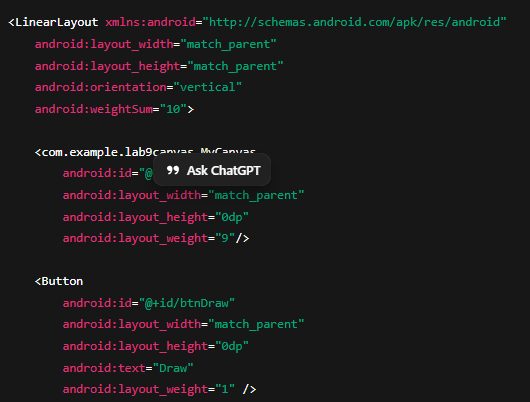 <LinearLayout xmlns:android="http://schemas.android.com/apk/res/android"
    android:layout_width="match_parent"
    android:layout_height="match_parent"
    android:orientation="vertical"
    android:weightSum="10">
    <com.example.lab9canvas.MyCanvas
        android:id="@
Ask ChatGPT
        android:layout_width="match_parent"
        android:layout_height="0dp"
        android:layout_weight="9"/>
    <Button
        android:id="@+id/btnDraw"
        android:layout_width="match_parent"
        android:layout_height="0dp"
        android:text="Draw"
        android:layout_weight="1" />